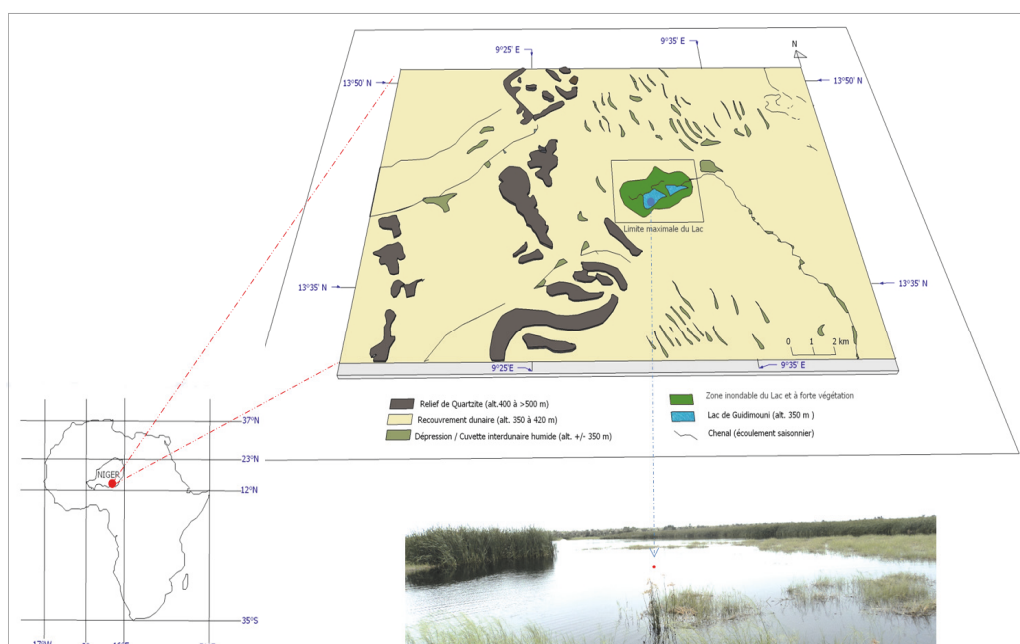 9°25' E
9°35' E
N
13°50' N
13°50' N
Limite maximale du Lac
13°35' N
13°35' N
0 1 2 km
9°25'E
9°35' E
Relief de Quartzite (alt.400 à >500 m)
Recouvrement dunaire (alt. 350 à 420 m)
Dépression / Cuvette interdunaire humide (alt. +/- 350 m)
Zone inondable du Lac et à forte végétation
Lac de Guidimouni (alt. 350 m )
Chenal (écoulement saisonnier)
37°N
23°N
NIGER
12°N
35°S